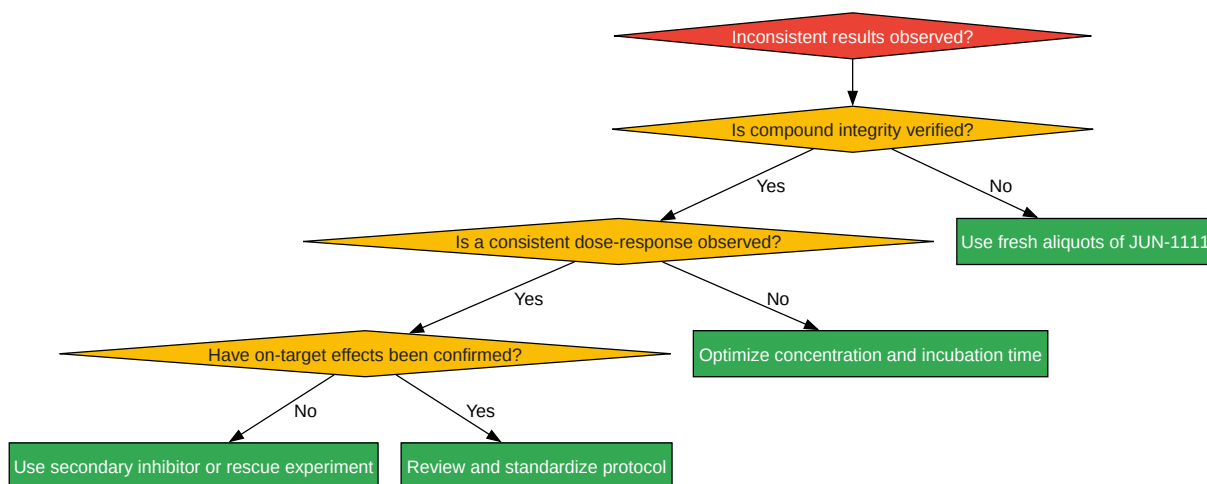 Inconsistent results observed?
Is compound integrity verified?
Yes
No
Is a consistent dose-response observed?
Use fresh aliquots of JUN-1111
Yes
No
Have on-target effects been confirmed?
Optimize concentration and incubation time
No
Yes
Use secondary inhibitor or rescue experiment
Review and standardize protocol